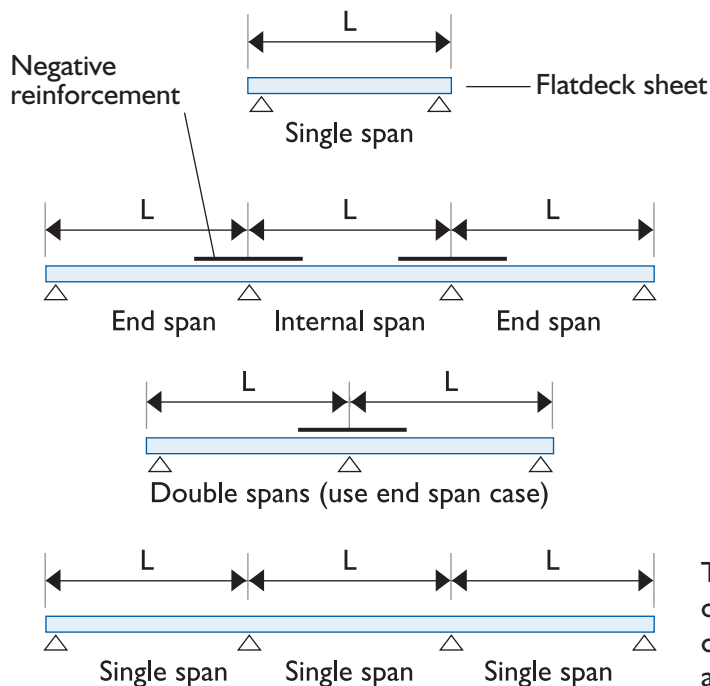 L
Negative
reinforcement
Flatdeck sheet
Single span
L L L
End span Internal span End span
L L
Double spans (use end span case)
L L L
Single span Single span Single span